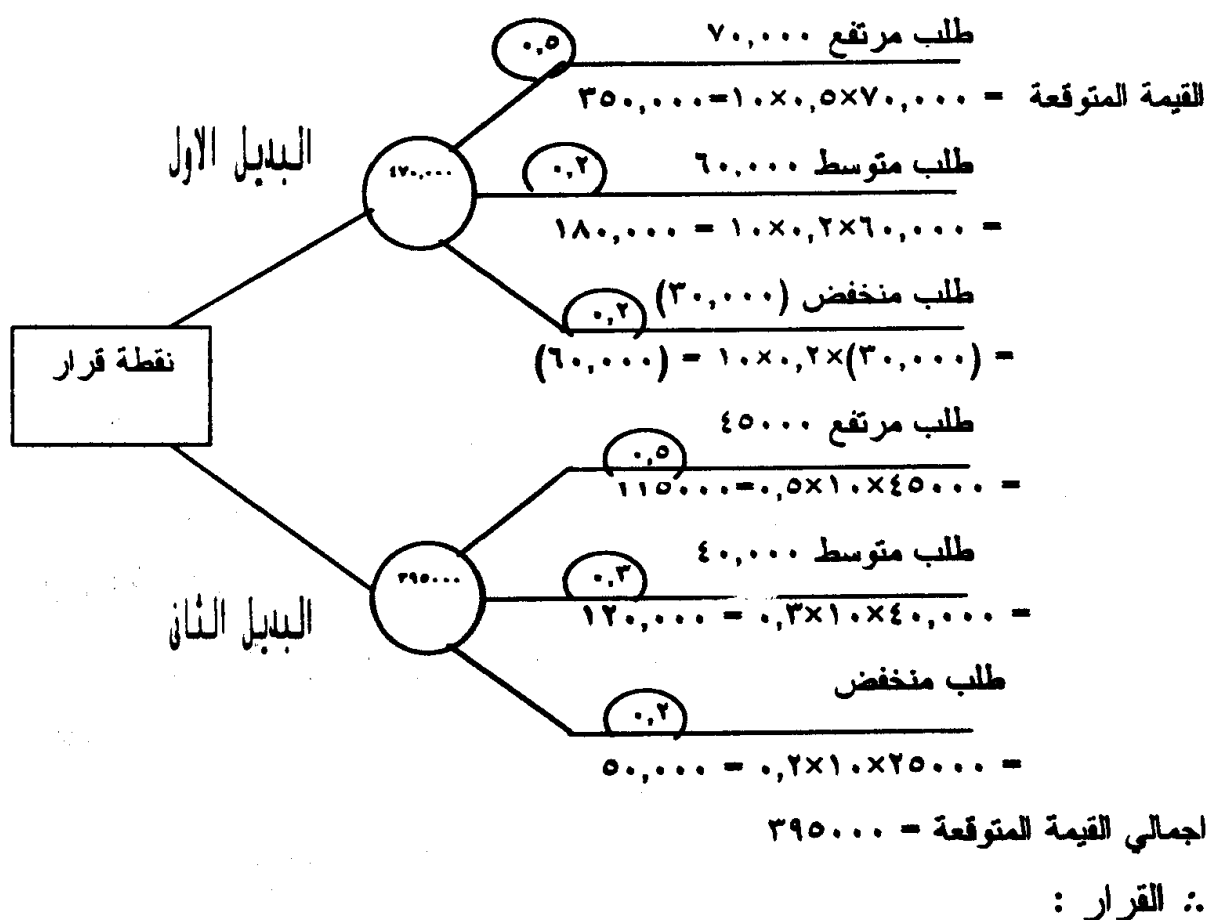 طلب مرتفع ٧٠,٠٠٠
٠,٥
القيمة المتوقعة = ٧٠,٠٠٠×٠,٥×١٠=٣٥٠,٠٠٠
البديل الاول
٤٧٠,٠٠٠
طلب متوسط ٦٠,٠٠٠
٠,٢
= ٦٠,٠٠٠×٠,٢×١٠ = ١٨٠,٠٠٠
طلب منخفض (٣٠,٠٠٠)
٠,٢
= (٣٠,٠٠٠)×٠,٢×١٠ = (٦٠,٠٠٠)
نقطة قرار
طلب مرتفع ٤٥٠٠٠
٠,٥
= ٤٥٠٠٠×١٠×٠,٥=١١٥٠٠٠
طلب متوسط ٤٠,٠٠٠
٠,٣
= ٤٠,٠٠٠×١٠×٠,٣ = ١٢٠,٠٠٠
البديل الثانى
٣٩٥٠٠٠
طلب منخفض
٠,٢
= ٢٥٠٠٠×١٠×٠,٢ = ٥٠,٠٠٠
اجمالي القيمة المتوقعة = ٣٩٥٠٠٠
∴ القرار :